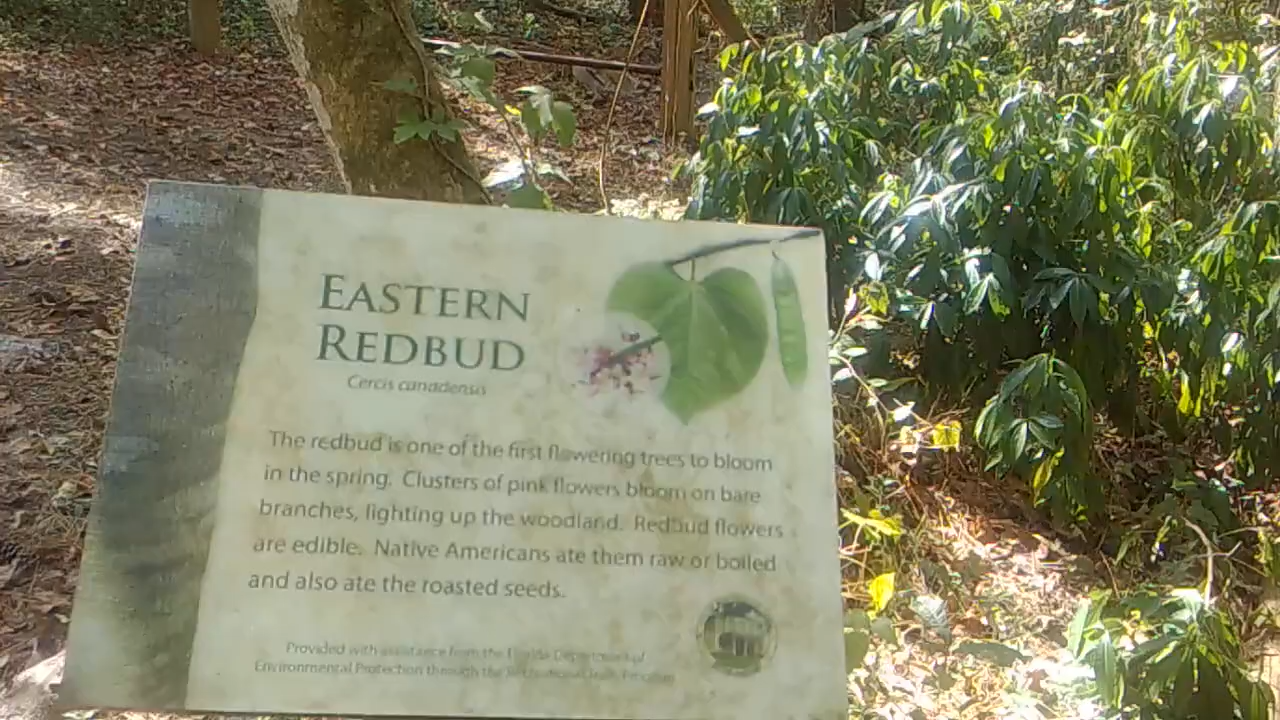 EASTERN
REDBUD
Cercis canadensis
The redbud is one of the first flowering trees to bloom
in the spring. Clusters of pink flowers bloom on bare
branches, lighting up the woodland. Redbud flowers
are edible. Native Americans ate them raw or boiled
and also ate the roasted seeds.
Provided with assistance from the Florida Department of
Environmental Protection through the Recreational Trails Program